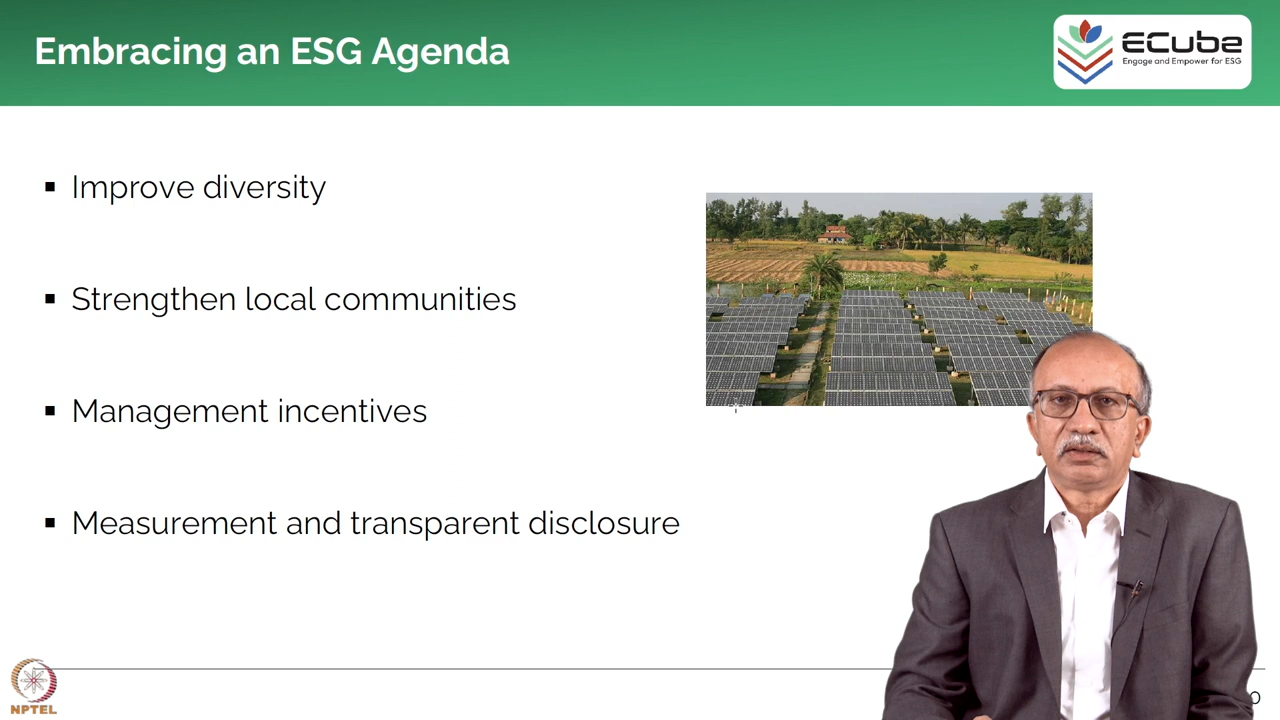 Embracing an ESG Agenda
ECube
Engage and Empower for ESG
▪ Improve diversity
▪ Strengthen local communities
▪ Management incentives
▪ Measurement and transparent disclosure
NPTEL
0